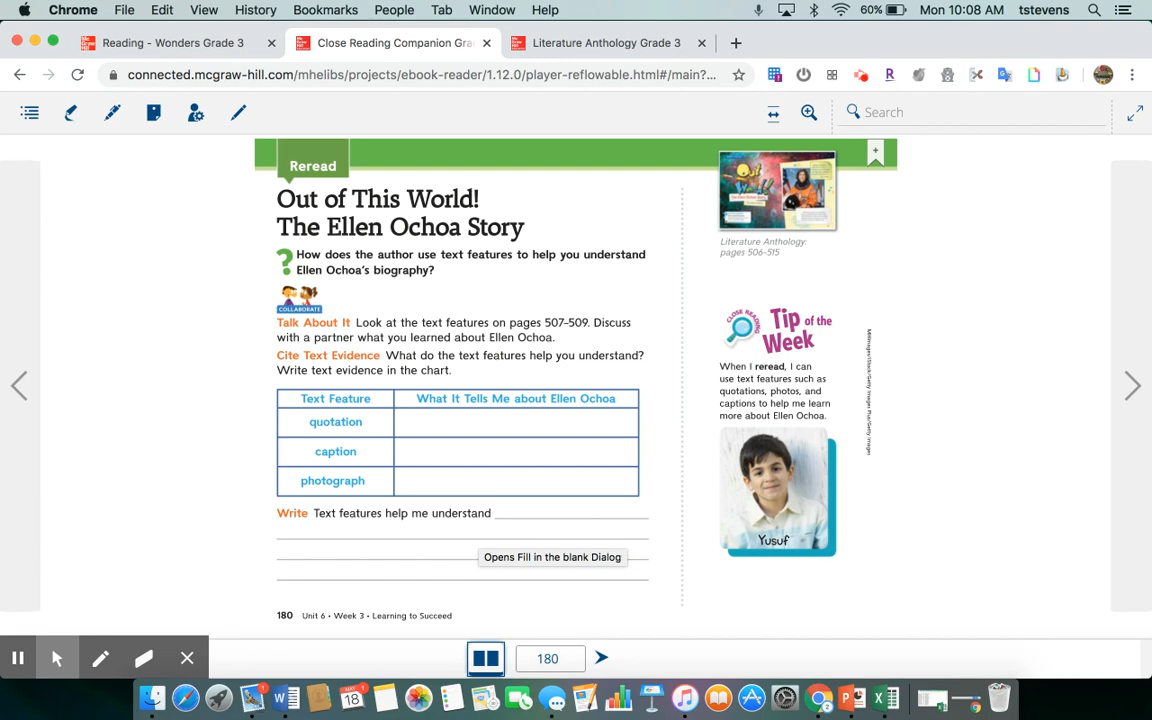 Chrome File Edit View History Bookmarks People Tab Window Help 60% Mon 10:08 AM tstevens
Reading - Wonders Grade 3 Close Reading Companion Gra Literature Anthology Grade 3
connected.mcgraw-hill.com/mhelibs/projects/ebook-reader/1.12.0/player-reflowable.html#/main?...
Search
Reread
Out of This World!
The Ellen Ochoa Story
How does the author use text features to help you understand
Ellen Ochoa's biography?
COLLABORATE
Talk About It Look at the text features on pages 507–509. Discuss
with a partner what you learned about Ellen Ochoa.
Cite Text Evidence What do the text features help you understand?
Write text evidence in the chart.
Text Feature What It Tells Me about Ellen Ochoa
quotation
caption
photograph
Write Text features help me understand
Opens Fill in the blank Dialog
180 Unit 6 • Week 3 • Learning to Succeed
Literature Anthology:
pages 506–515
CLOSE READING
Tip of the
Week
When I reread, I can
use text features such as
quotations, photos, and
captions to help me learn
more about Ellen Ochoa.
Yusuf
180
18